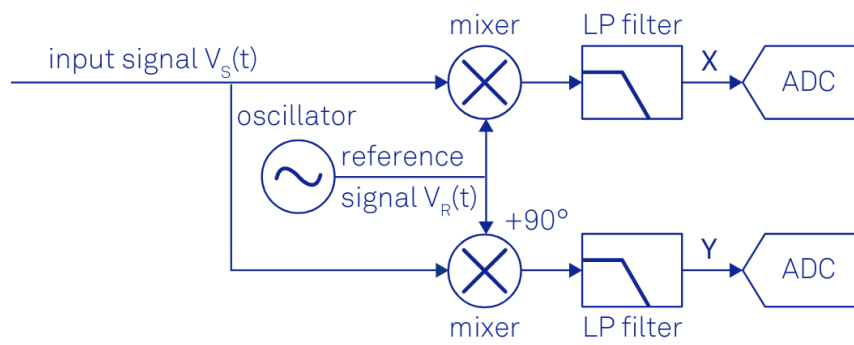 mixer
LP filter
input signal V_S(t)
X
ADC
oscillator
reference
signal V_R(t)
+90°
Y
ADC
mixer
LP filter